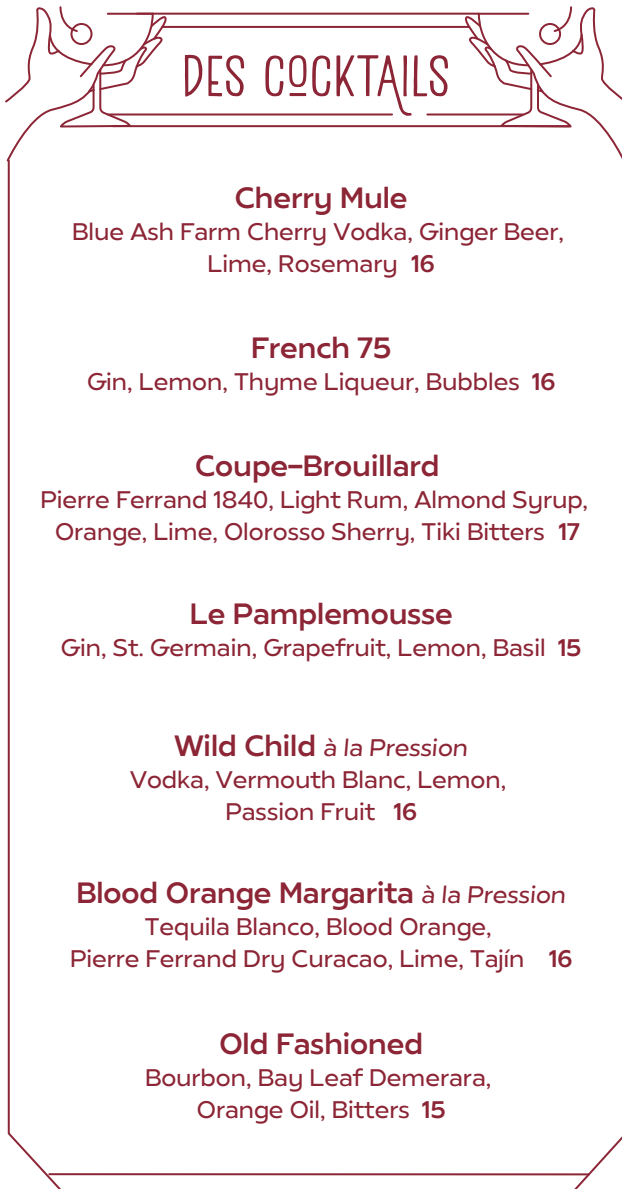 DES COCKTAILS
Cherry Mule
Blue Ash Farm Cherry Vodka, Ginger Beer,
Lime, Rosemary 16
French 75
Gin, Lemon, Thyme Liqueur, Bubbles 16
Coupe-Brouillard
Pierre Ferrand 1840, Light Rum, Almond Syrup,
Orange, Lime, Olorosso Sherry, Tiki Bitters 17
Le Pamplemousse
Gin, St. Germain, Grapefruit, Lemon, Basil 15
Wild Child à la Pression
Vodka, Vermouth Blanc, Lemon,
Passion Fruit 16
Blood Orange Margarita à la Pression
Tequila Blanco, Blood Orange,
Pierre Ferrand Dry Curacao, Lime, Tajín 16
Old Fashioned
Bourbon, Bay Leaf Demerara,
Orange Oil, Bitters 15